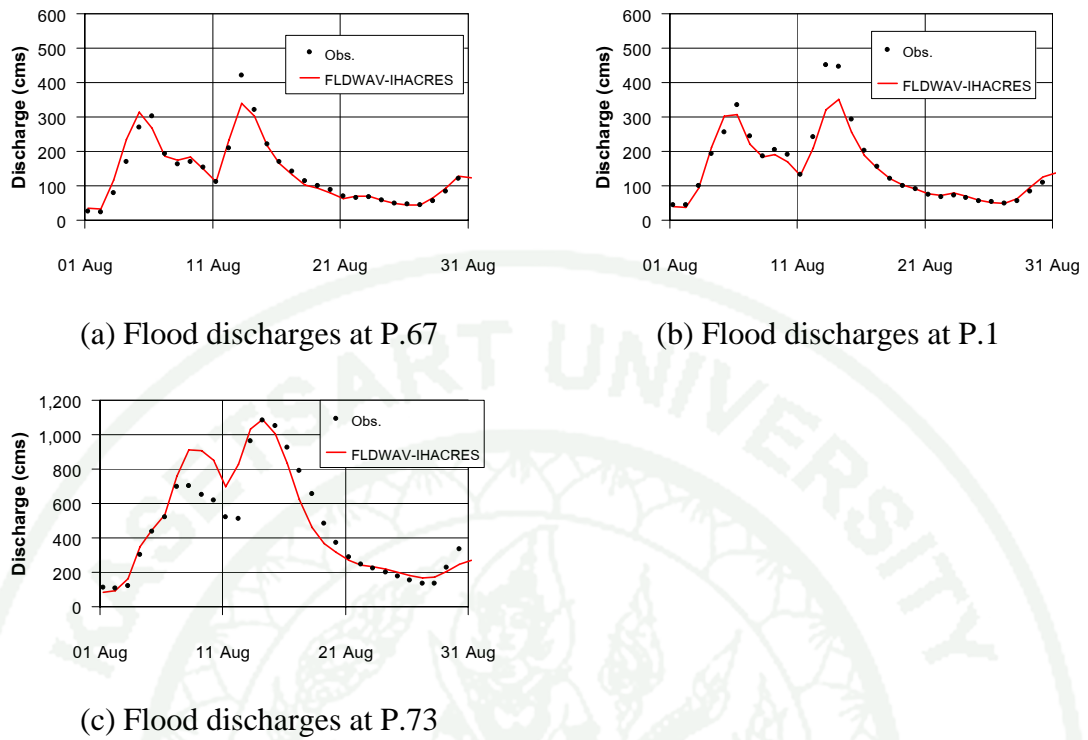 600
500
400
300
200
100
0
Discharge (cms)
Obs.
FLDWAV-IHACRES
01 Aug 11 Aug 21 Aug 31 Aug
(a) Flood discharges at P.67
600
500
400
300
200
100
0
Discharge (cms)
Obs.
FLDWAV-IHACRES
01 Aug 11 Aug 21 Aug 31 Aug
(b) Flood discharges at P.1
1,200
1,000
800
600
400
200
0
Discharge (cms)
Obs.
FLDWAV-IHACRES
01 Aug 11 Aug 21 Aug 31 Aug
(c) Flood discharges at P.73
KASETSART UNIVERSITY